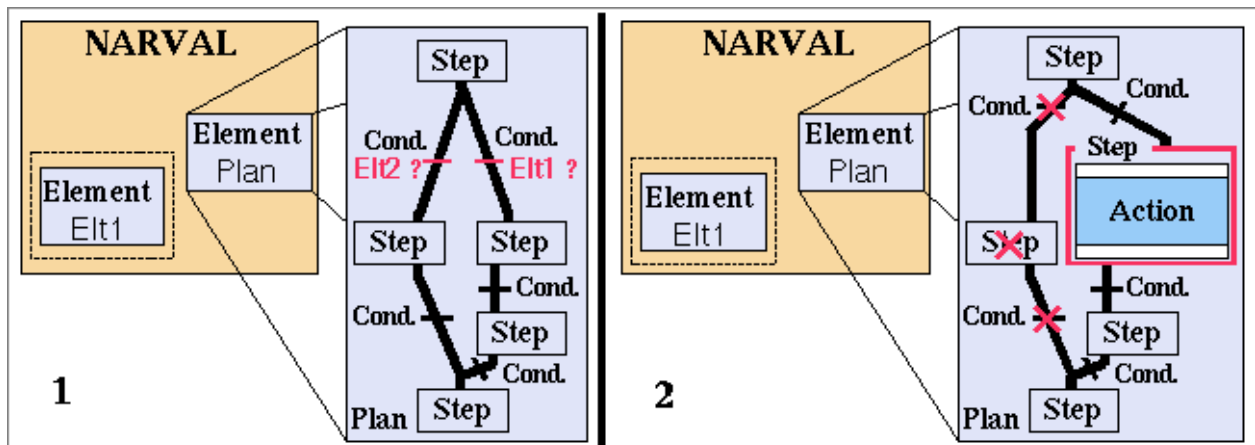 NARVAL
Element
Plan
Element
Elt1
1
Step
Cond.
Elt2 ?
Cond.
Elt1 ?
Step
Step
Cond.
Cond.
Step
Cond.
Step
Plan
NARVAL
Element
Plan
Element
Elt1
2
Step
Cond.
Cond.
Step
Action
Step
Cond.
Cond.
Step
Cond.
Step
Plan